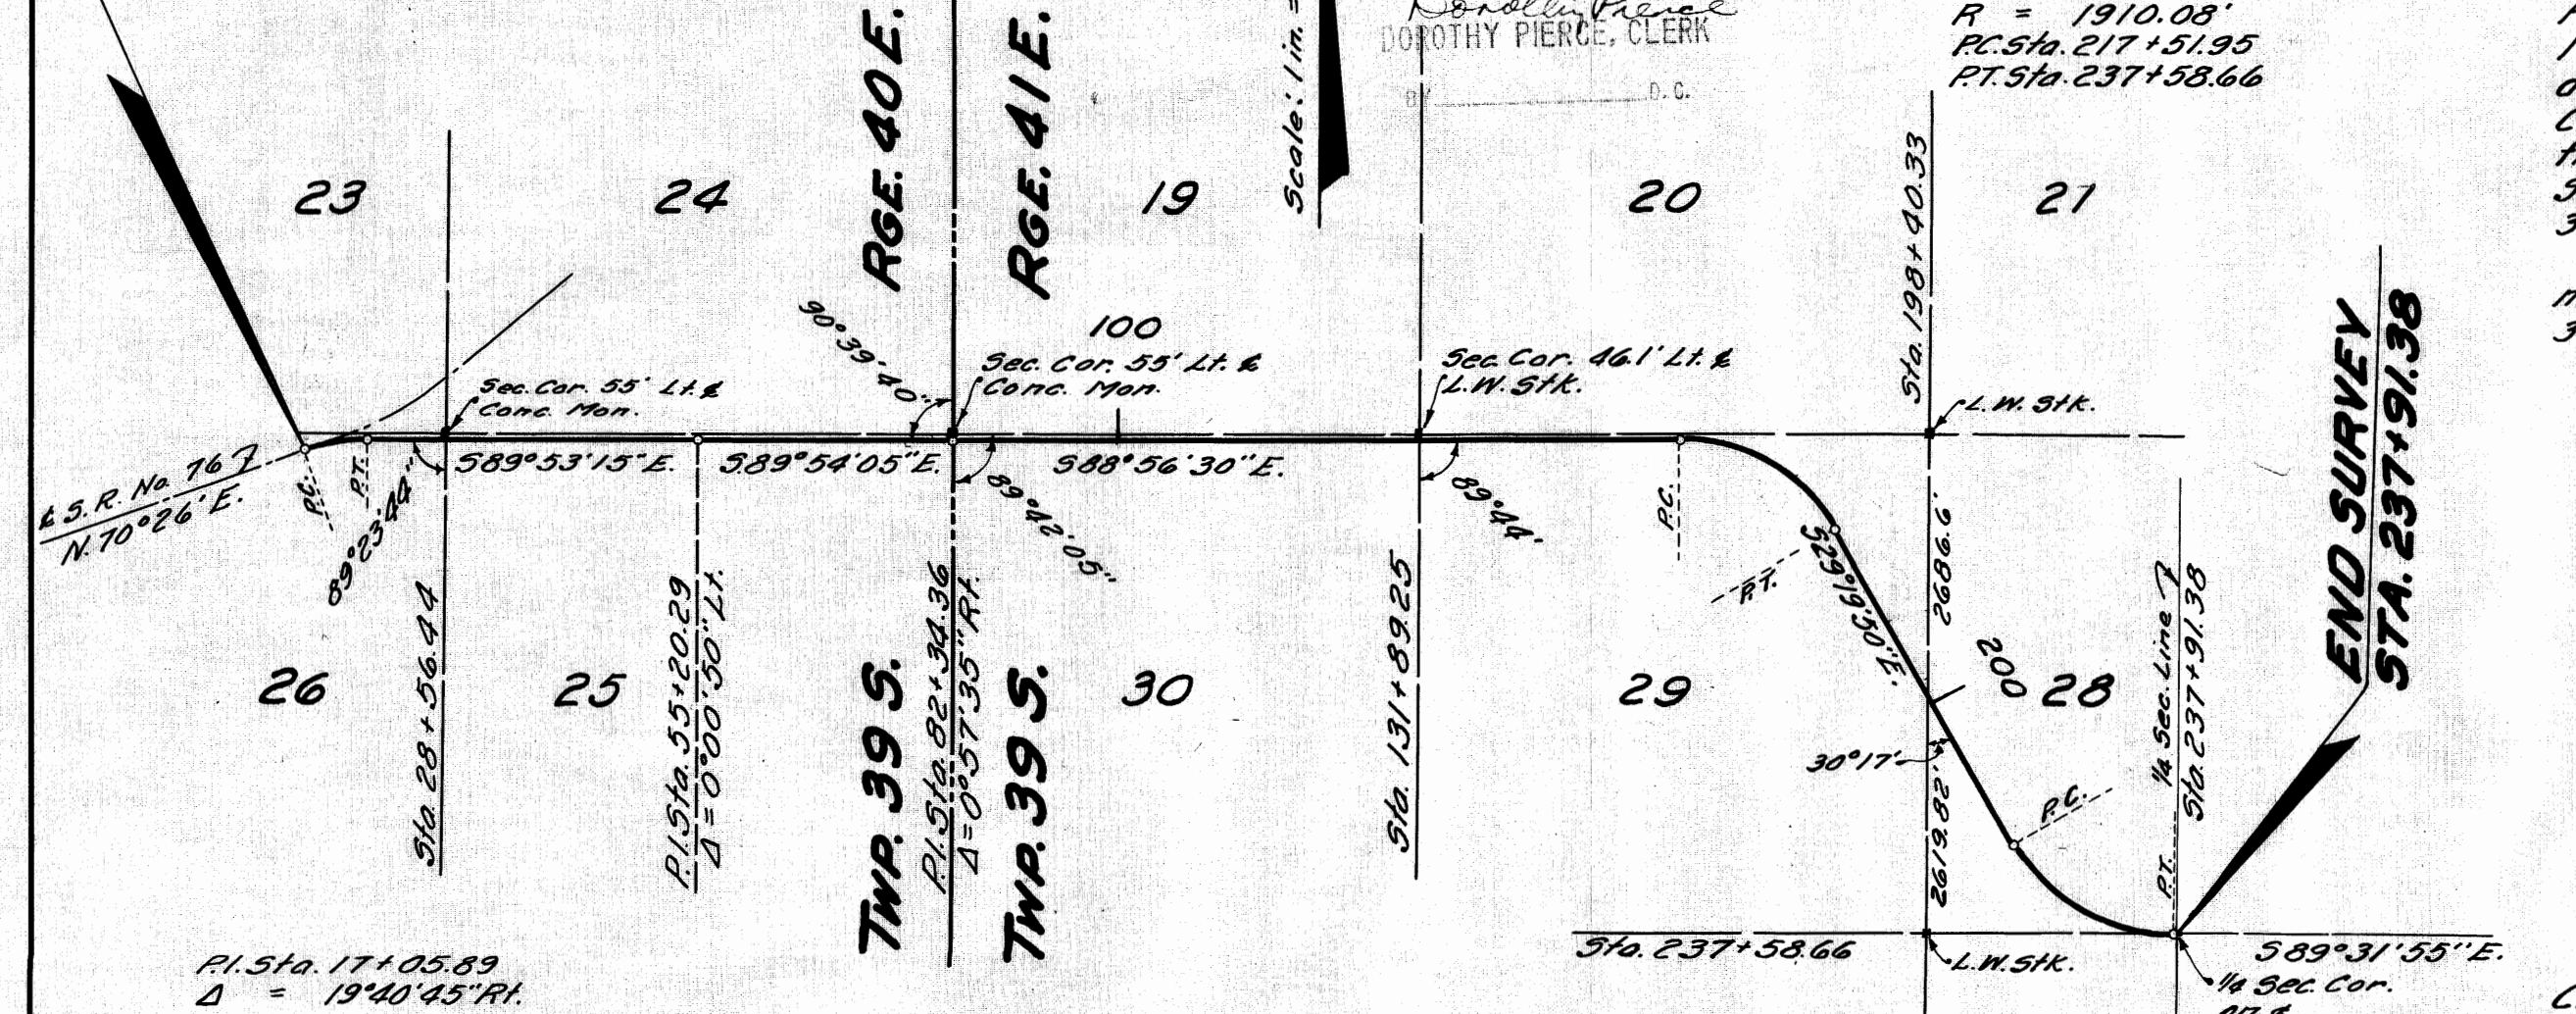 Dorothy Pierce
DOROTHY PIERCE, CLERK
BY D. C.
R = 1910.08'
P.C. Sta. 217+51.95
P.T. Sta. 237+58.66
RGE. 40 E.
RGE. 41 E.
Scale: 1 in. =
23
24
19
20
21
Sta. 198+40.33
90°39'40"
100
Sec. Cor. 55' Lt. ℄
Conc. Mon.
Sec. Cor. 55' Lt. ℄
Conc. Mon.
Sec. Cor. 46.1' Lt. ℄
L.W. Stk.
L.W. Stk.
END SURVEY
STA. 237+91.38
℄ S.R. No. 76
N. 70°26' E.
P.C.
P.T.
89°23'44"
S89°53'15"E.
S.89°54'05"E.
S88°56'30"E.
89°42'05"
89°44'
P.C.
P.T.
S29°19'50"E.
2686.6'
200
26
Sta. 28+56.44
25
P.I. Sta. 55+20.29
Δ = 0°00'50" Lt.
TWP. 39 S.
P.I. Sta. 82+34.36
Δ = 0°57'35" Rt.
TWP. 39 S.
30
Sta. 131+89.25
29
28
30°17'
2619.82'
P.C.
1/4 Sec. Line
Sta. 237+91.38
P.T.
Sta. 237+58.66
L.W. Stk.
S89°31'55"E.
1/4 Sec. Cor.
P.I. Sta. 17+05.89
Δ = 19°40'45" Rt.